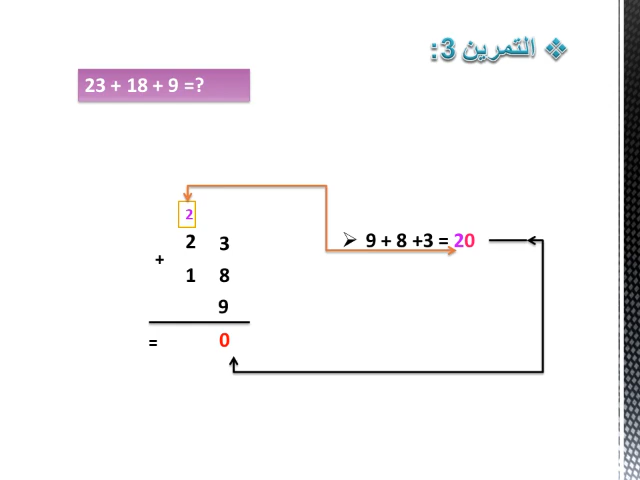 ❖ التمرين 3:
23 + 18 + 9 =?
2
2 3
+
1 8
9
= 0
➢ 9 + 8 +3 = 20